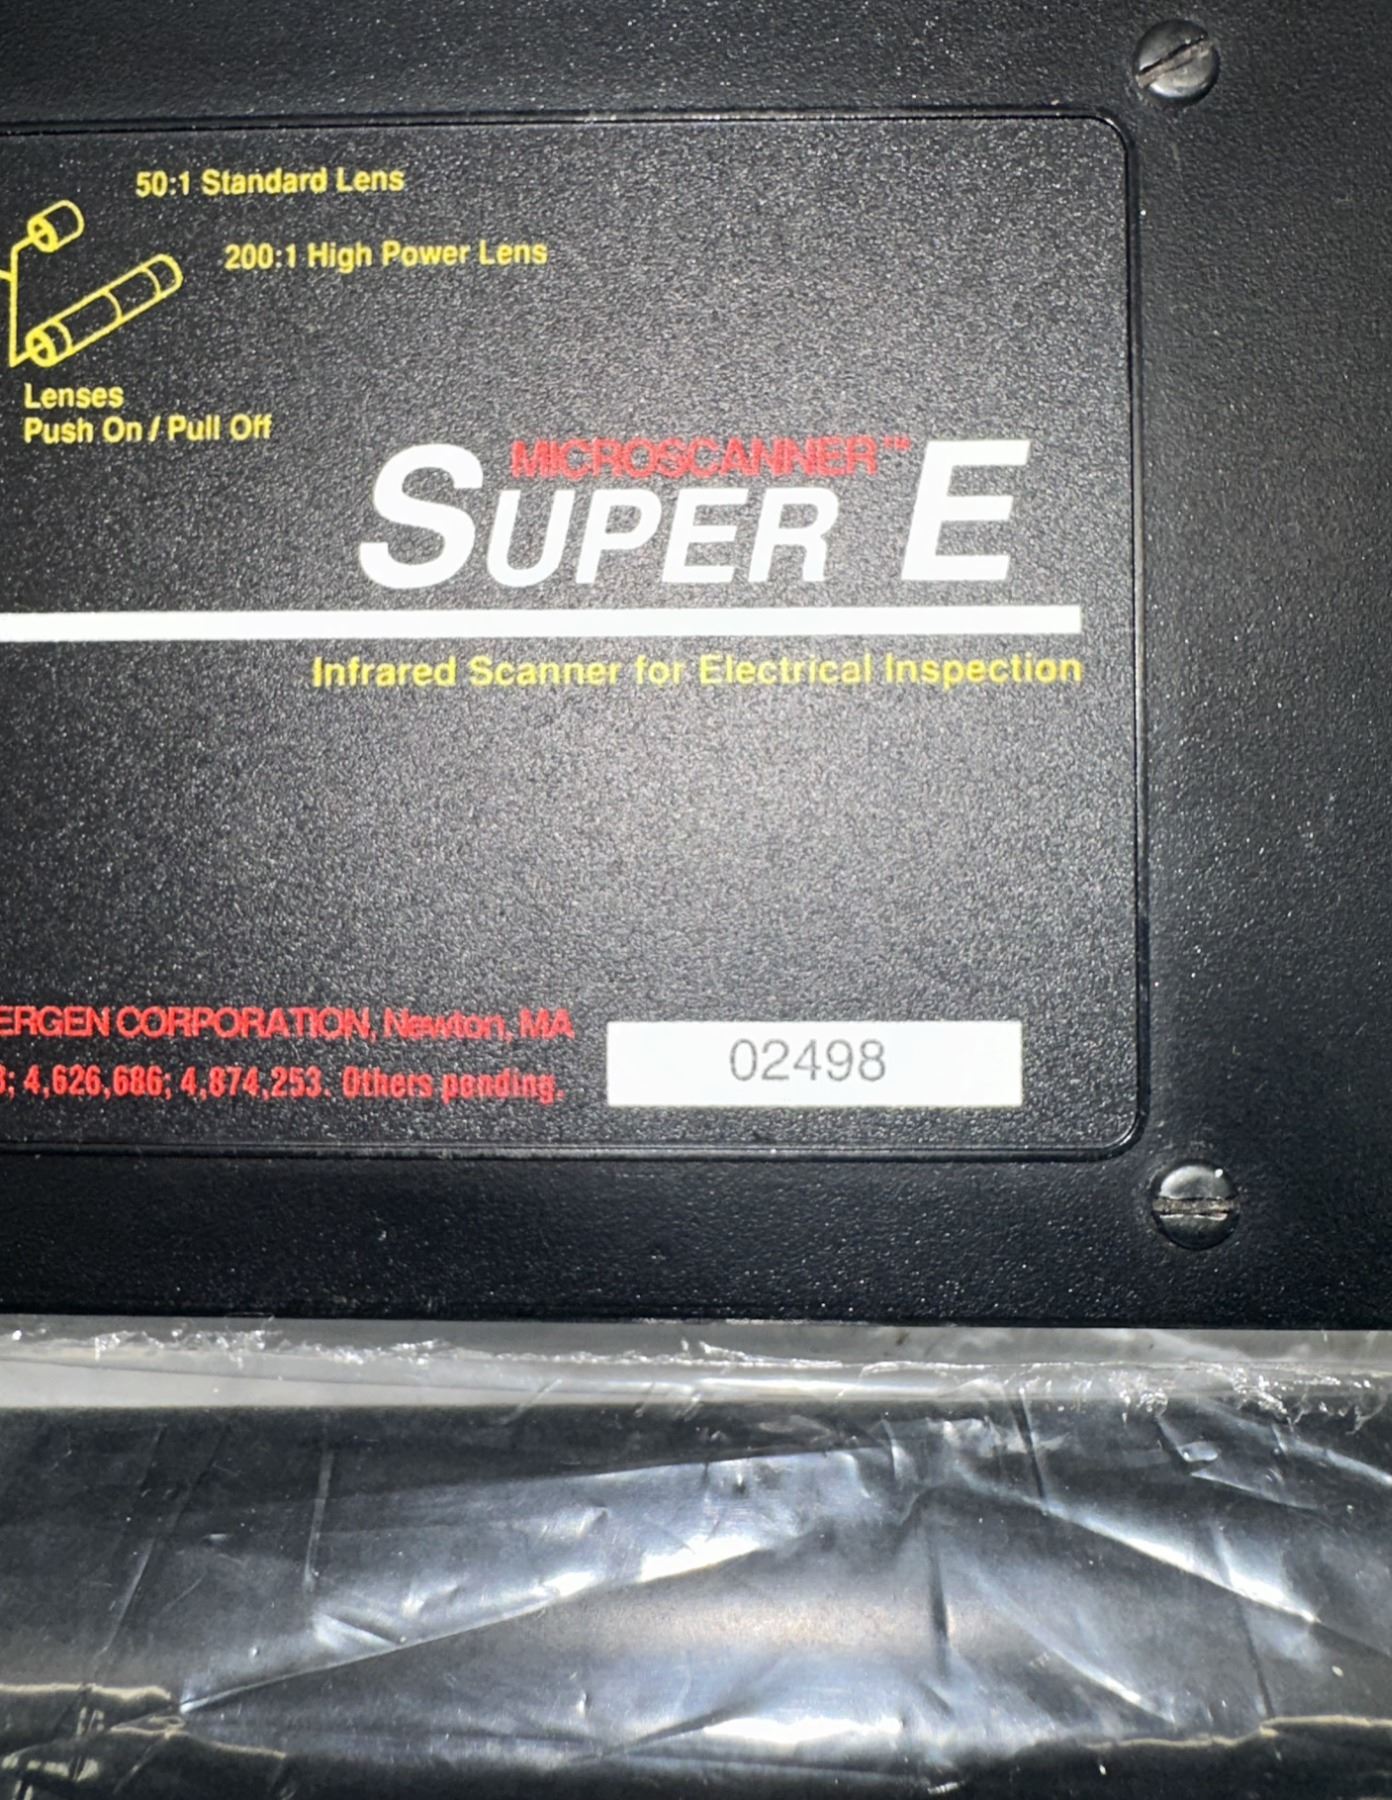 50:1 Standard Lens
200:1 High Power Lens
Lenses
Push On / Pull Off
MICROSCANNER™
SUPER E
Infrared Scanner for Electrical Inspection
ERGEN CORPORATION, Newton, MA
; 4,626,686; 4,874,253. Others pending.
02498